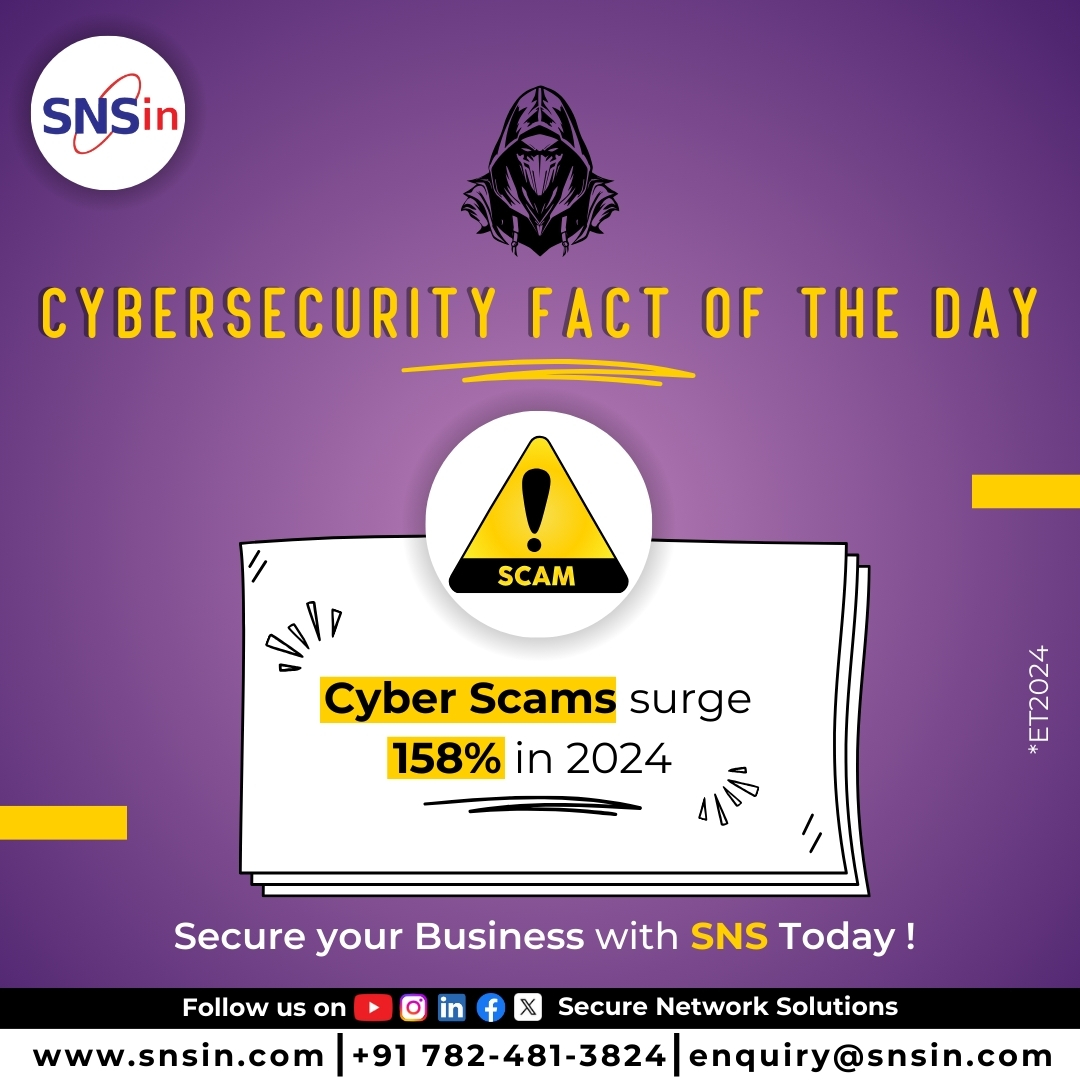 SNSin
CYBERSECURITY FACT OF THE DAY
SCAM
Cyber Scams surge
158% in 2024
*ET2024
Secure your Business with SNS Today !
Follow us on Secure Network Solutions
www.snsin.com | +91 782-481-3824 | enquiry@snsin.com